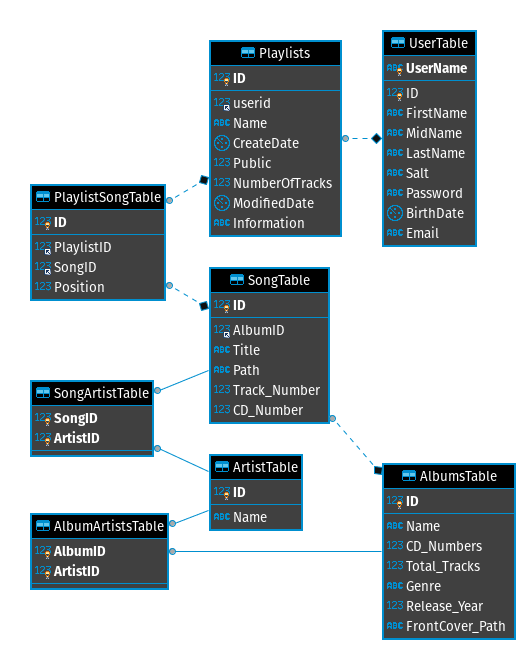 Playlists
123 ID
123 userid
ABC Name
CreateDate
123 Public
123 NumberOfTracks
ModifiedDate
ABC Information
UserTable
ABC UserName
123 ID
ABC FirstName
ABC MidName
ABC LastName
ABC Salt
ABC Password
BirthDate
ABC Email
PlaylistSongTable
123 ID
123 PlaylistID
123 SongID
123 Position
SongTable
123 ID
123 AlbumID
ABC Title
ABC Path
123 Track_Number
123 CD_Number
SongArtistTable
123 SongID
123 ArtistID
ArtistTable
123 ID
ABC Name
AlbumArtistsTable
123 AlbumID
123 ArtistID
AlbumsTable
123 ID
ABC Name
123 CD_Numbers
123 Total_Tracks
ABC Genre
123 Release_Year
ABC FrontCover_Path